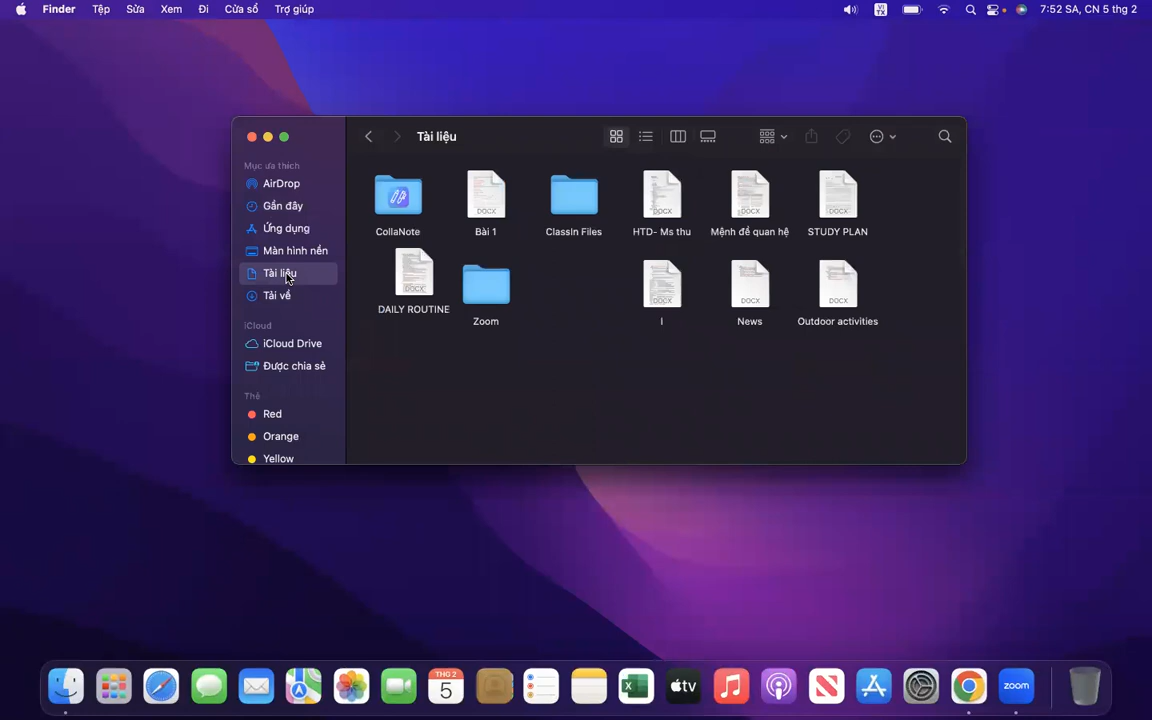 Finder Tệp Sửa Xem Đi Cửa sổ Trợ giúp VI TX 7:52 SA, CN 5 thg 2
Tài liệu
Mục ưa thích
AirDrop
Gần đây
Ứng dụng
Màn hình nền
Tài liệu
Tải về
iCloud
iCloud Drive
Được chia sẻ
Thẻ
Red
Orange
Yellow
DOCX DOCX DOCX DOCX
CollaNote Bài 1 ClassIn Files HTD- Ms thu Mệnh đề quan hệ STUDY PLAN
DOCX DOCX DOCX DOCX
DAILY ROUTINE Zoom I News Outdoor activities
THG 2
5
tv
zoom